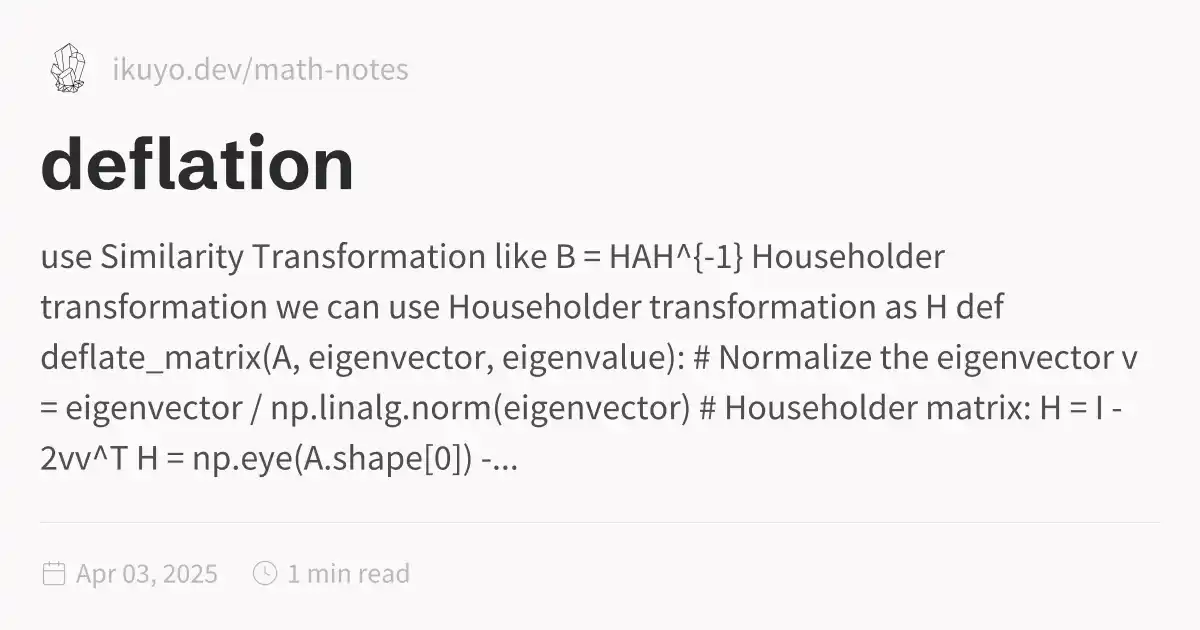 ikuyo.dev/math-notes
deflation
use Similarity Transformation like B = HAH^{-1} Householder
transformation we can use Householder transformation as H def
deflate_matrix(A, eigenvector, eigenvalue): # Normalize the eigenvector v
= eigenvector / np.linalg.norm(eigenvector) # Householder matrix: H = I -
2vv^T H = np.eye(A.shape[0]) -...
Apr 03, 2025 1 min read